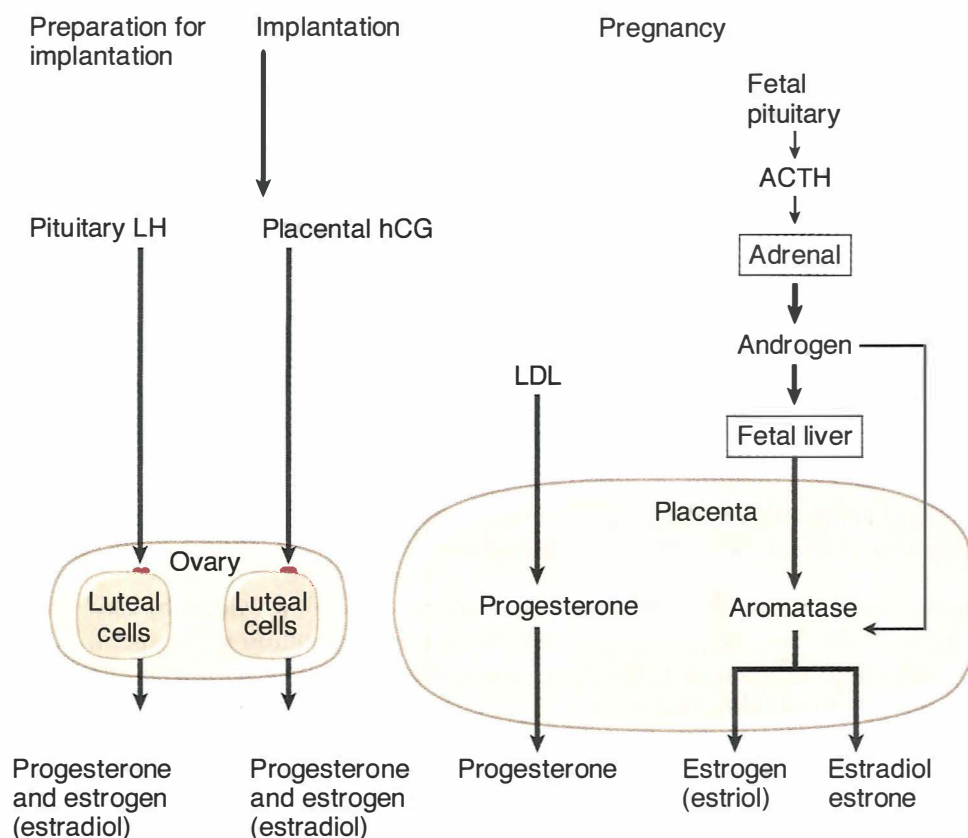 Preparation for
implantation
Implantation
Pregnancy
Fetal
pituitary
ACTH
Pituitary LH
Placental hCG
Adrenal
Androgen
LDL
Fetal liver
Placenta
Ovary
Luteal
cells
Luteal
cells
Progesterone
Aromatase
Progesterone
and estrogen
(estradiol)
Progesterone
and estrogen
(estradiol)
Progesterone
Estrogen
(estriol)
Estradiol
estrone